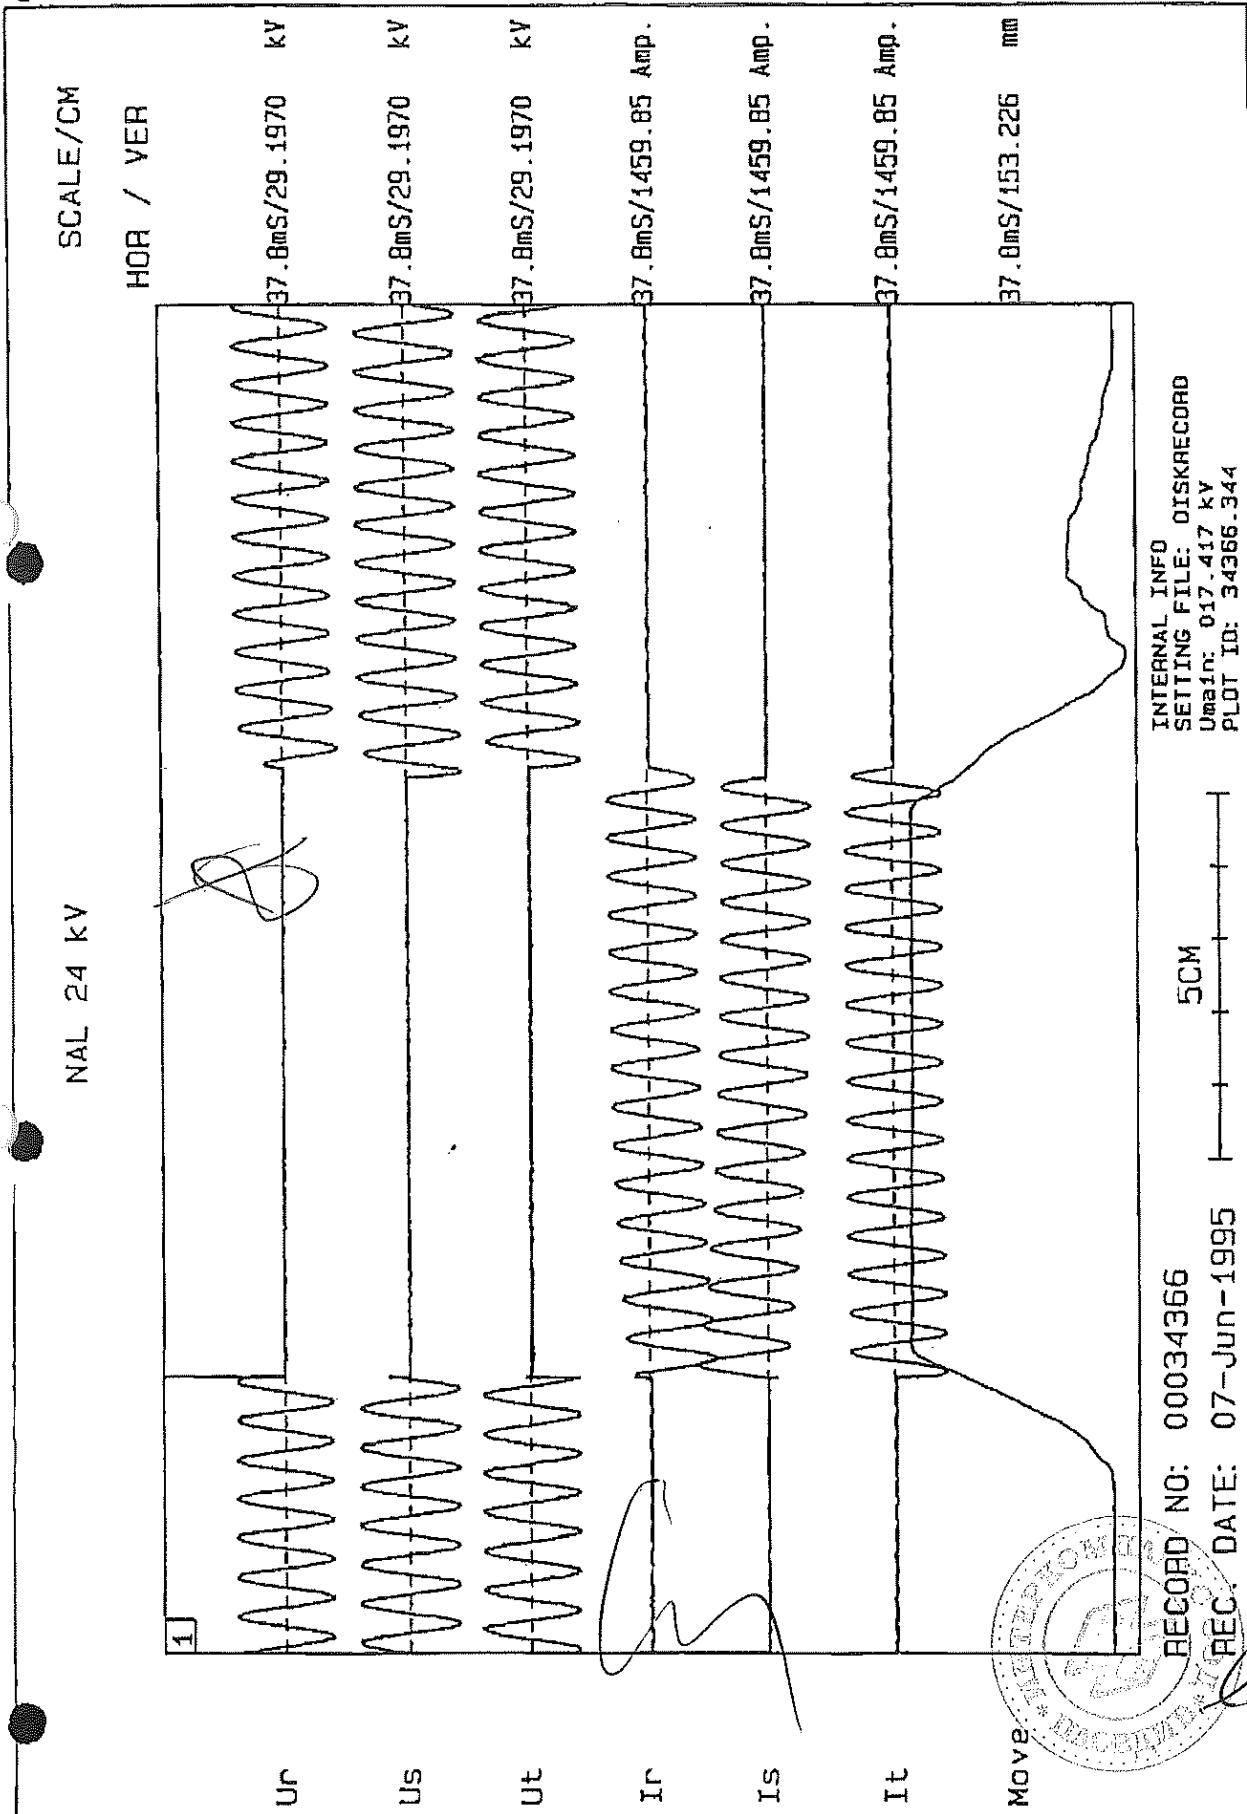 NAL 24 kV
SCALE/CM
HOR / VER
1
Ur 37.8mS/29.1970 kV
Us 37.8mS/29.1970 kV
Ut 37.8mS/29.1970 kV
Ir 37.8mS/1459.85 Amp.
Is 37.8mS/1459.85 Amp.
It 37.8mS/1459.85 Amp.
Move 37.8mS/153.226 mm
RECORD NO: 00034366
REC. DATE: 07-Jun-1995
5CM
INTERNAL INFO
SETTING FILE: DISKRECORD
Umain: 017.417 kV
PLOT ID: 34366.344